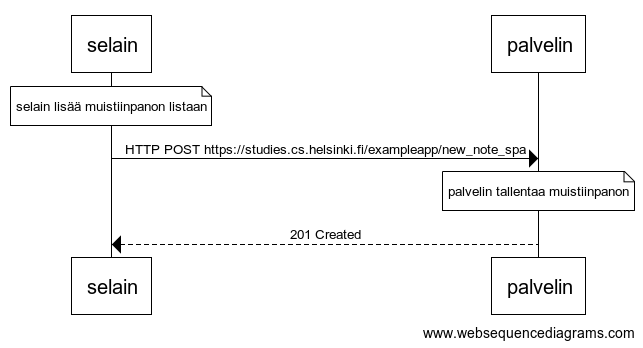 selain
palvelin
selain lisää muistiinpanon listaan
HTTP POST https://studies.cs.helsinki.fi/exampleapp/new_note_spa
palvelin tallentaa muistiinpanon
201 Created
selain
palvelin
www.websequencediagrams.com